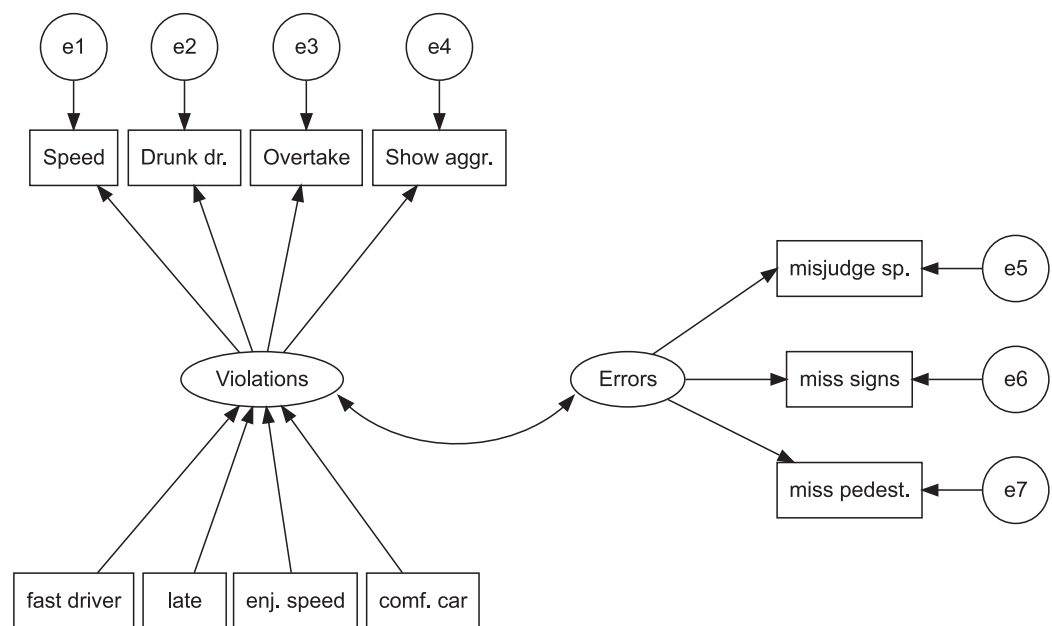 e1 e2 e3 e4
Speed Drunk dr. Overtake Show aggr.
misjudge sp. e5
Violations Errors miss signs e6
miss pedest. e7
fast driver late enj. speed comf. car